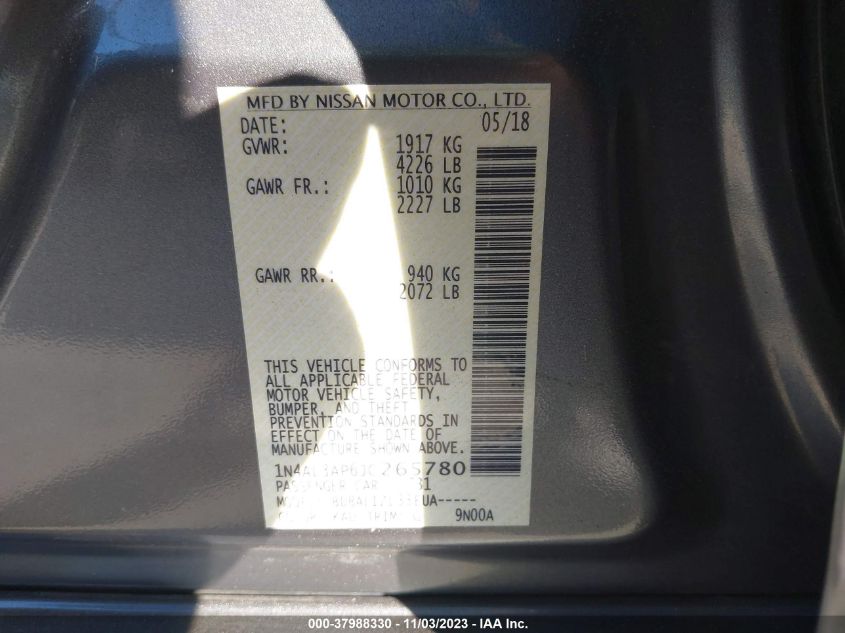 MFD BY NISSAN MOTOR CO., LTD.
DATE: 05/18
GVWR: 1917 KG
4226 LB
GAWR FR.: 1010 KG
2227 LB
GAWR RR.: 940 KG
2072 LB
THIS VEHICLE CONFORMS TO
ALL APPLICABLE FEDERAL
MOTOR VEHICLE SAFETY,
BUMPER, AND THEFT
PREVENTION STANDARDS IN
EFFECT ON THE DATE OF
MANUFACTURE SHOWN ABOVE.
1N4AL3AP6JC265780
PASSENGER CAR
9N00A
000-37988330 - 11/03/2023 - IAA Inc.